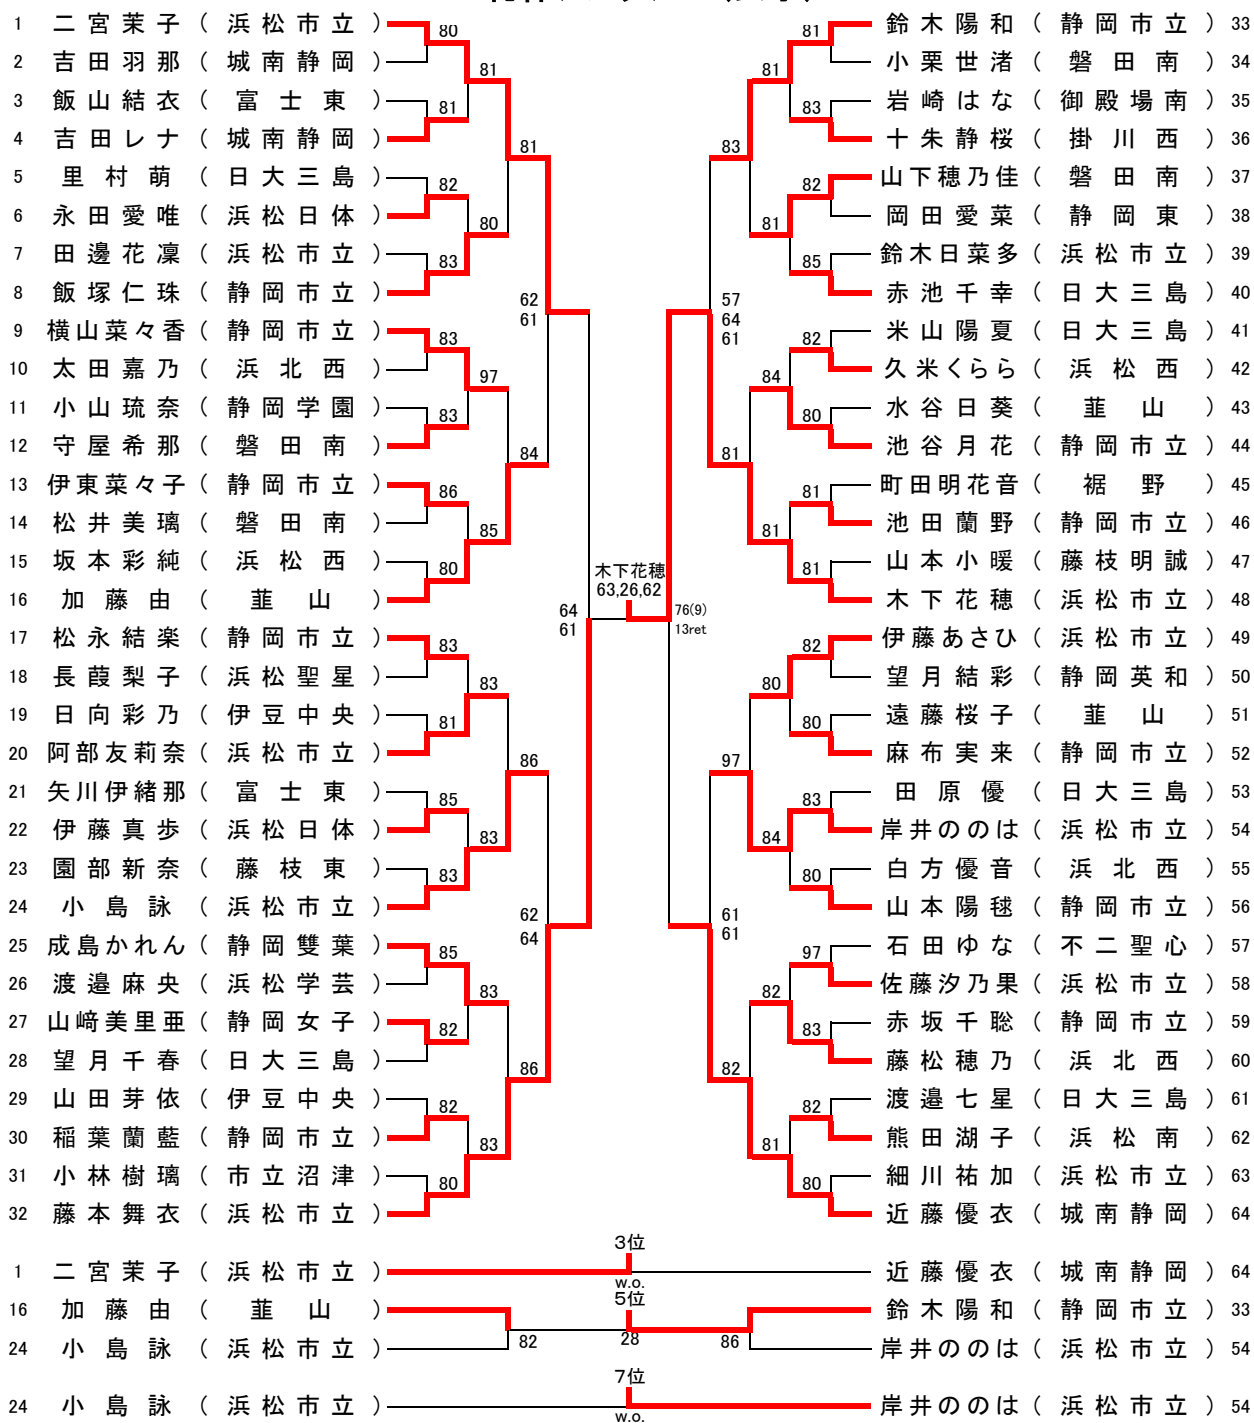 1 二宮茉子 ( 浜松市立 ) 80 81 鈴木陽和 ( 静岡市立 ) 33
2 吉田羽那 ( 城南静岡 ) 81 81 小栗世渚 ( 磐田南 ) 34
3 飯山結衣 ( 富士東 ) 81 83 岩崎はな ( 御殿場南 ) 35
4 吉田レナ ( 城南静岡 ) 81 83 十朱静桜 ( 掛川西 ) 36
5 里村萌 ( 日大三島 ) 82 82 山下穂乃佳 ( 磐田南 ) 37
6 永田愛唯 ( 浜松日体 ) 80 81 岡田愛菜 ( 静岡東 ) 38
7 田邊花凜 ( 浜松市立 ) 83 85 鈴木日菜多 ( 浜松市立 ) 39
8 飯塚仁珠 ( 静岡市立 ) 62 57 赤池千幸 ( 日大三島 ) 40
61 64
61
9 横山菜々香 ( 静岡市立 ) 83 82 米山陽夏 ( 日大三島 ) 41
10 太田嘉乃 ( 浜北西 ) 97 84 久米くらら ( 浜松西 ) 42
11 小山琉奈 ( 静岡学園 ) 83 80 水谷日葵 ( 韮山 ) 43
12 守屋希那 ( 磐田南 ) 84 81 池谷月花 ( 静岡市立 ) 44
13 伊東菜々子 ( 静岡市立 ) 86 81 町田明花音 ( 裾野 ) 45
14 松井美璃 ( 磐田南 ) 85 81 池田蘭野 ( 静岡市立 ) 46
15 坂本彩純 ( 浜松西 ) 80 81 山本小暖 ( 藤枝明誠 ) 47
木下花穂
63,26,62
16 加藤由 ( 韮山 ) 64 76(9) 木下花穂 ( 浜松市立 ) 48
61 13ret
17 松永結楽 ( 静岡市立 ) 83 82 伊藤あさひ ( 浜松市立 ) 49
18 長葭梨子 ( 浜松聖星 ) 83 80 望月結彩 ( 静岡英和 ) 50
19 日向彩乃 ( 伊豆中央 ) 81 80 遠藤桜子 ( 韮山 ) 51
20 阿部友莉奈 ( 浜松市立 ) 86 97 麻布実来 ( 静岡市立 ) 52
21 矢川伊緒那 ( 富士東 ) 85 83 田原優 ( 日大三島 ) 53
22 伊藤真歩 ( 浜松日体 ) 83 84 岸井ののは ( 浜松市立 ) 54
23 園部新奈 ( 藤枝東 ) 83 80 白方優音 ( 浜北西 ) 55
24 小島詠 ( 浜松市立 ) 62 61 山本陽毬 ( 静岡市立 ) 56
64 61
25 成島かれん ( 静岡雙葉 ) 85 97 石田ゆな ( 不二聖心 ) 57
26 渡邉麻央 ( 浜松学芸 ) 83 82 佐藤汐乃果 ( 浜松市立 ) 58
27 山﨑美里亜 ( 静岡女子 ) 82 83 赤坂千聡 ( 静岡市立 ) 59
28 望月千春 ( 日大三島 ) 86 82 藤松穂乃 ( 浜北西 ) 60
29 山田芽依 ( 伊豆中央 ) 82 82 渡邉七星 ( 日大三島 ) 61
30 稲葉蘭藍 ( 静岡市立 ) 83 81 熊田湖子 ( 浜松南 ) 62
31 小林樹璃 ( 市立沼津 ) 80 80 細川祐加 ( 浜松市立 ) 63
32 藤本舞衣 ( 浜松市立 ) 近藤優衣 ( 城南静岡 ) 64
3位
1 二宮茉子 ( 浜松市立 ) w.o. 近藤優衣 ( 城南静岡 ) 64
5位
16 加藤由 ( 韮山 ) 鈴木陽和 ( 静岡市立 ) 33
24 小島詠 ( 浜松市立 ) 82 28 86 岸井ののは ( 浜松市立 ) 54
7位
24 小島詠 ( 浜松市立 ) w.o. 岸井ののは ( 浜松市立 ) 54